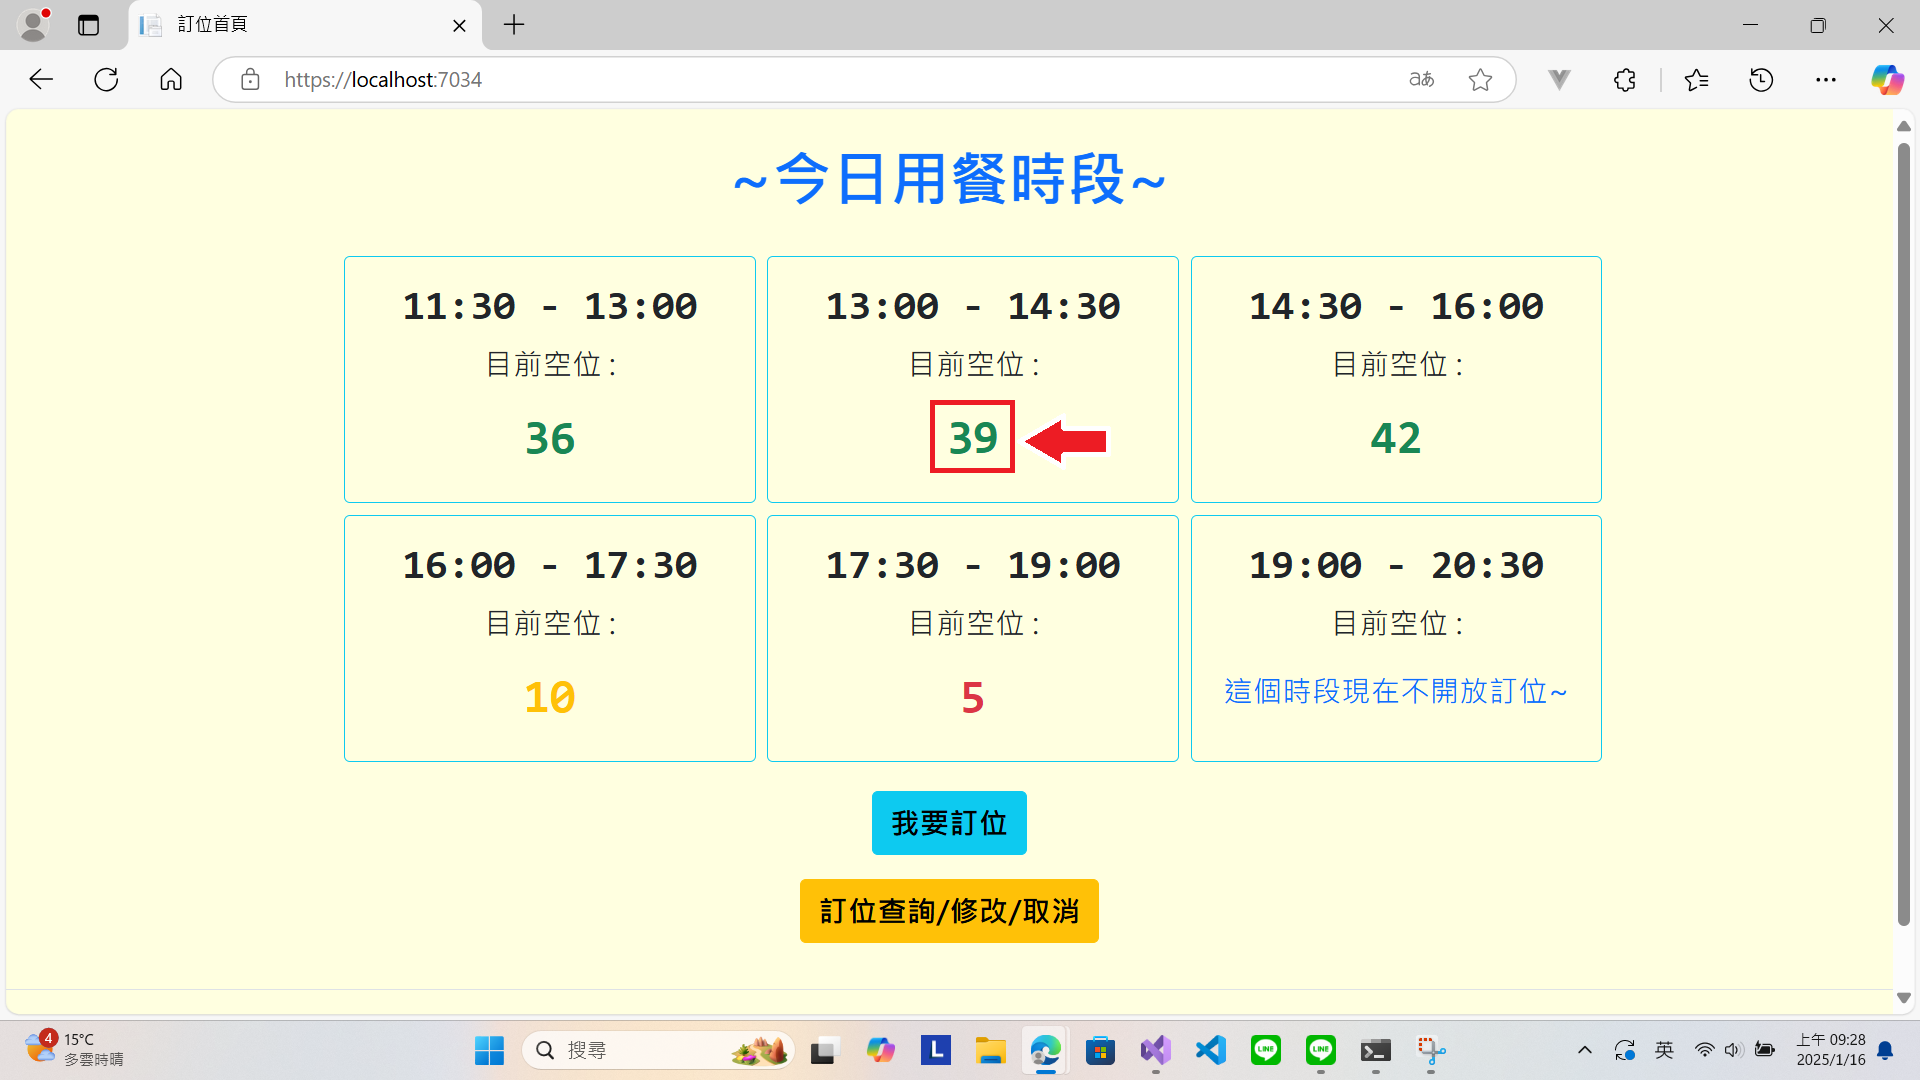 訂位首頁
https://localhost:7034
aあ
~今日用餐時段~
11:30 - 13:00
目前空位:
36
13:00 - 14:30
目前空位:
39
14:30 - 16:00
目前空位:
42
16:00 - 17:30
目前空位:
10
17:30 - 19:00
目前空位:
5
19:00 - 20:30
目前空位:
這個時段現在不開放訂位~
我要訂位
訂位查詢/修改/取消
4
15°C
多雲時晴
搜尋
L
LINE
LINE
英
上午 09:28
2025/1/16